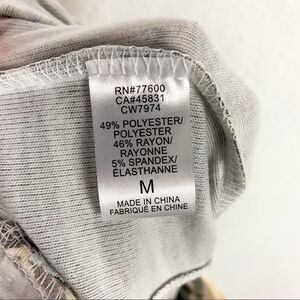 RN#77600
CA#45831
CW7974
49% POLYESTER/
POLYESTER
46% RAYON/
RAYONNE
5% SPANDEX/
ÉLASTHANNE
M
MADE IN CHINA
FABRIQUÉ EN CHINE